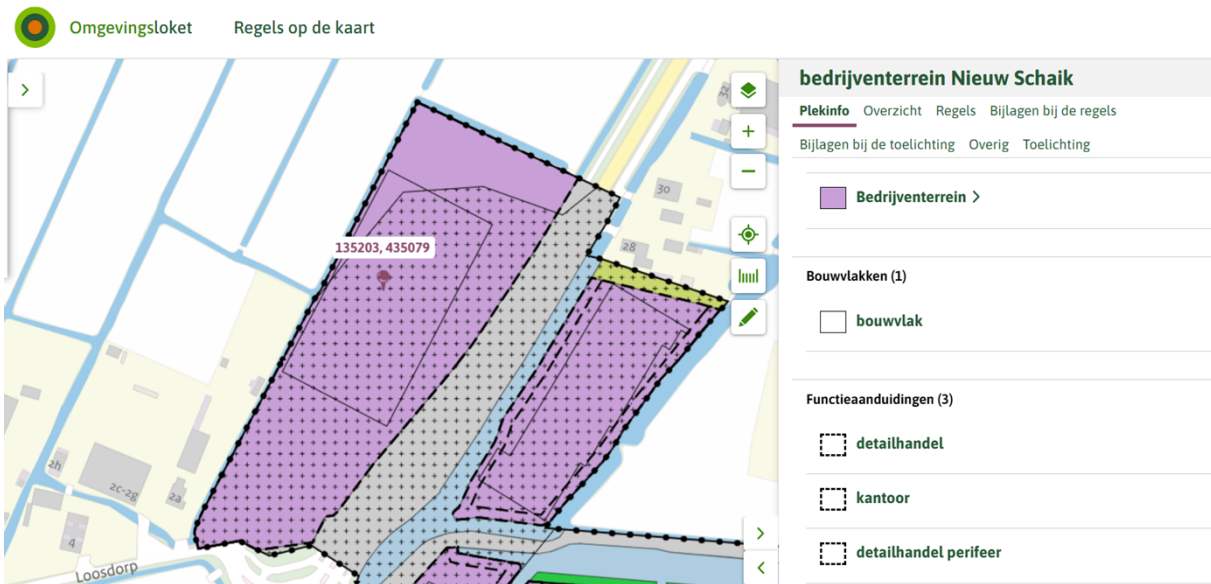 Omgevingsloket
Regels op de kaart
32
30
28
135203, 435079
2h
2c-2g
2a
4
Loosdorp
bedrijventerrein Nieuw Schaik
Plekinfo Overzicht Regels Bijlagen bij de regels
Bijlagen bij de toelichting Overig Toelichting
Bedrijventerrein
Bouwvlakken (1)
bouwvlak
Functieaanduidingen (3)
detailhandel
kantoor
detailhandel perifeer